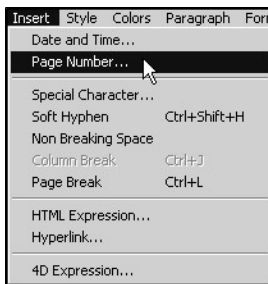 Insert Style Colors Paragraph For
Date and Time...
Page Number...
Special Character...
Soft Hyphen Ctrl+Shift+H
Non Breaking Space
Column Break Ctrl+J
Page Break Ctrl+L
HTML Expression...
Hyperlink...
4D Expression...